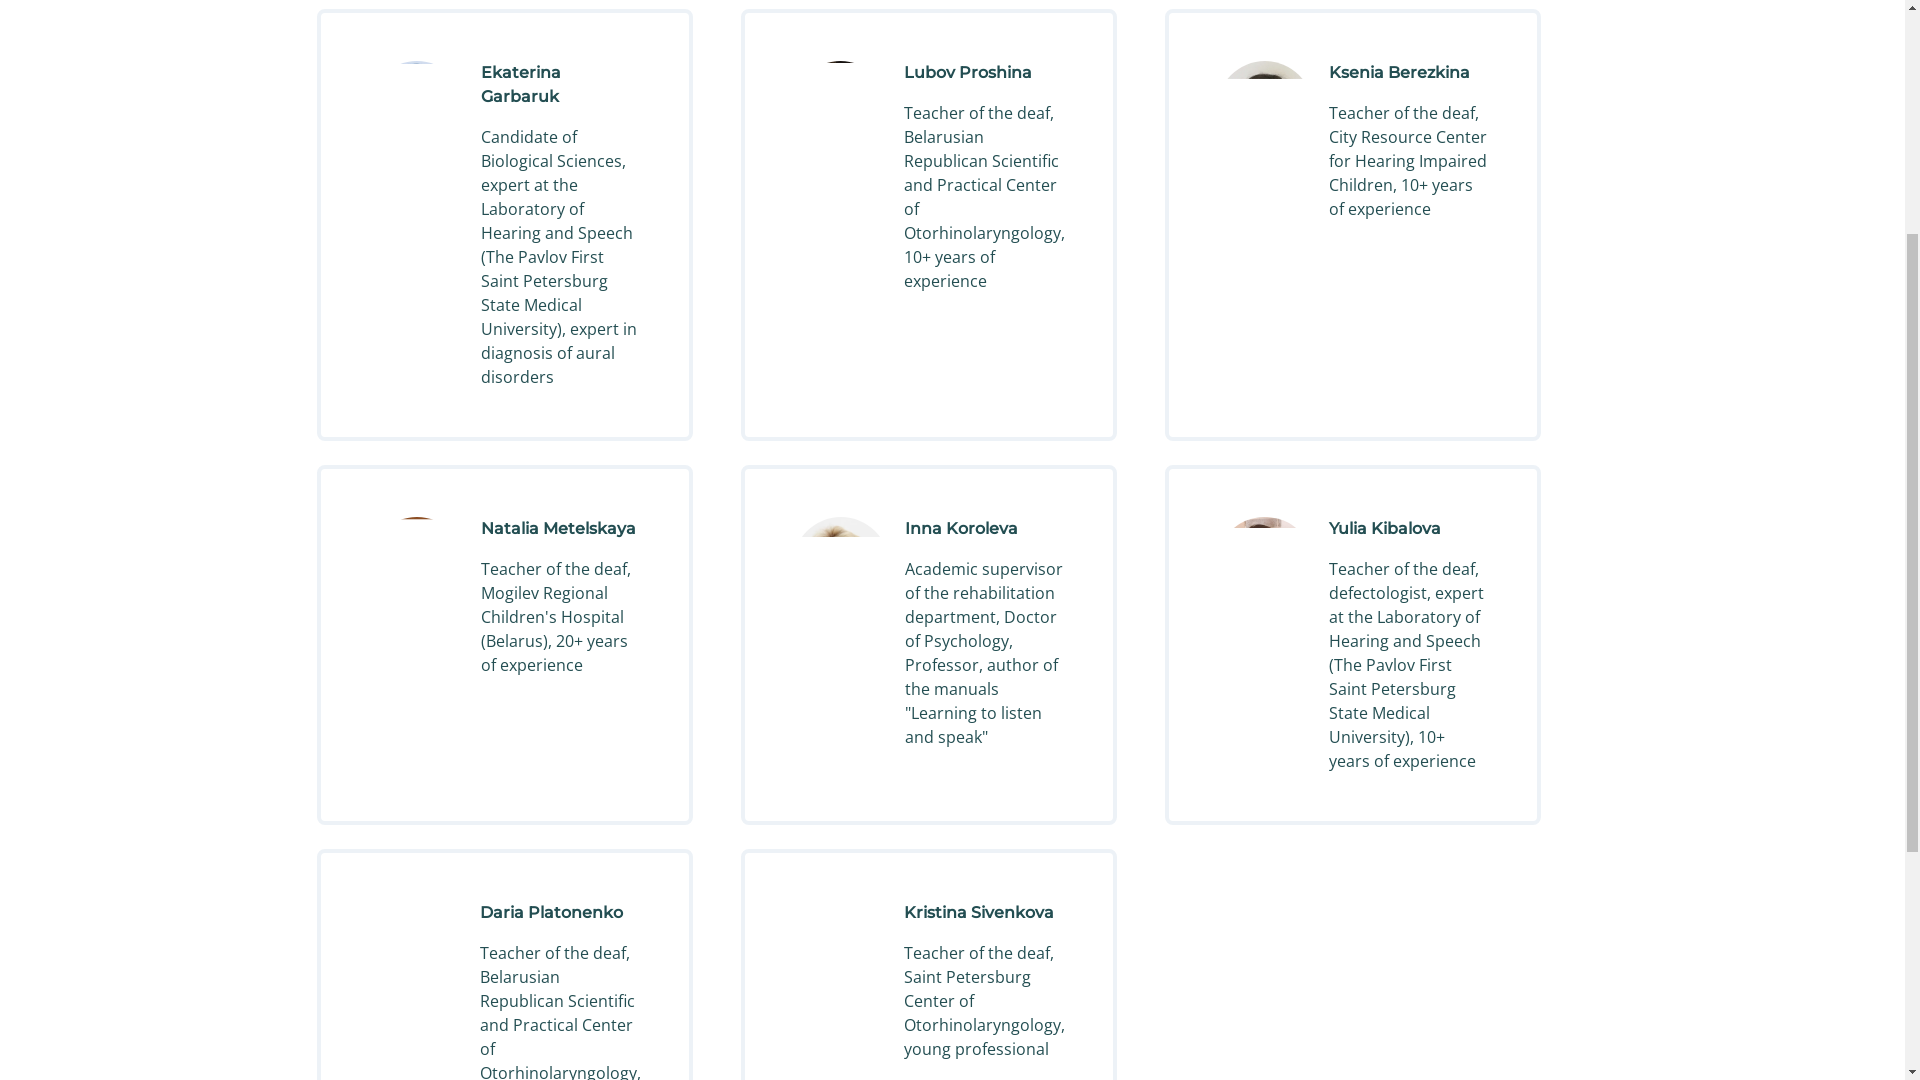 Ekaterina
Garbaruk
Candidate of
Biological Sciences,
expert at the
Laboratory of
Hearing and Speech
(The Pavlov First
Saint Petersburg
State Medical
University), expert in
diagnosis of aural
disorders
Lubov Proshina
Teacher of the deaf,
Belarusian
Republican Scientific
and Practical Center
of
Otorhinolaryngology,
10+ years of
experience
Ksenia Berezkina
Teacher of the deaf,
City Resource Center
for Hearing Impaired
Children, 10+ years
of experience
Natalia Metelskaya
Teacher of the deaf,
Mogilev Regional
Children's Hospital
(Belarus), 20+ years
of experience
Inna Koroleva
Academic supervisor
of the rehabilitation
department, Doctor
of Psychology,
Professor, author of
the manuals
"Learning to listen
and speak"
Yulia Kibalova
Teacher of the deaf,
defectologist, expert
at the Laboratory of
Hearing and Speech
(The Pavlov First
Saint Petersburg
State Medical
University), 10+
years of experience
Daria Platonenko
Teacher of the deaf,
Belarusian
Republican Scientific
and Practical Center
of
Otorhinolaryngology,
Kristina Sivenkova
Teacher of the deaf,
Saint Petersburg
Center of
Otorhinolaryngology,
young professional